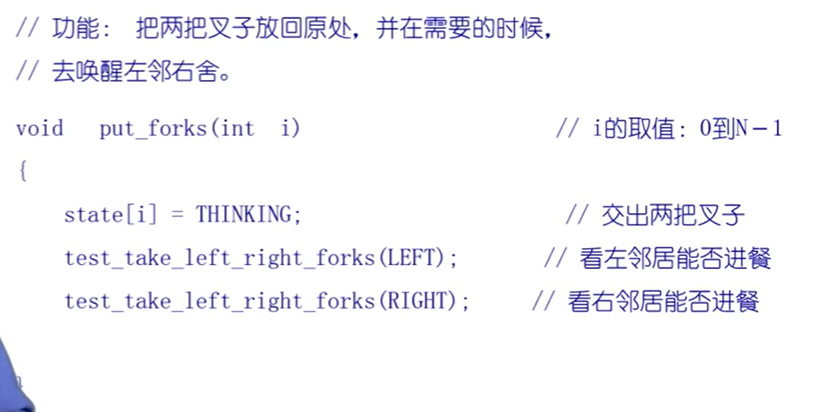 // 功能： 把两把叉子放回原处，并在需要的时候，
// 去唤醒左邻右舍。
void put_forks(int i) // i的取值：0到N－1
{
state[i] = THINKING; // 交出两把叉子
test_take_left_right_forks(LEFT); // 看左邻居能否进餐
test_take_left_right_forks(RIGHT); // 看右邻居能否进餐
}